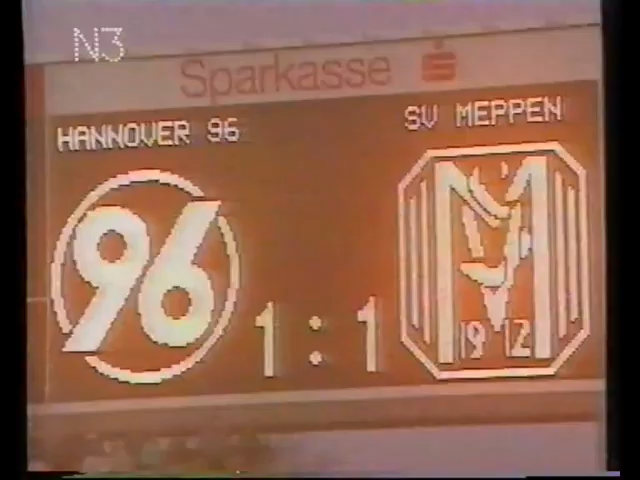 N3
Sparkasse
HANNOVER 96
SV MEPPEN
96
1 : 1
M
19 12